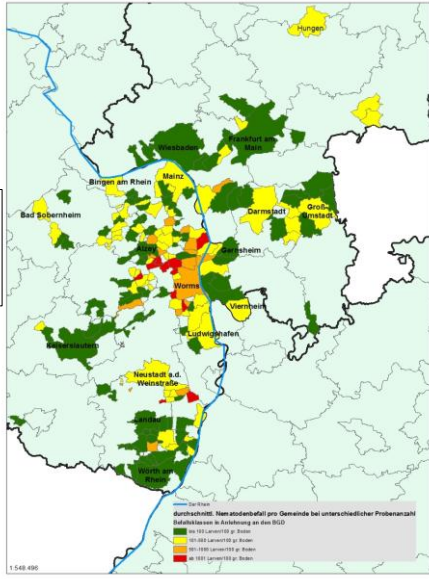 Hungen
Wiesbaden
Frankfurt am
Main
Bingen am Rhein
Mainz
Bad Sobernheim
Darmstadt
Groß
Umstadt
Alzey
Gernsheim
Worms
Viernheim
Ludwigshafen
Kaiserslautern
Neustadt a.d.
Weinstraße
Landau
Wörth am
Rhein
Der Rhein
durchschnittl. Nematodenbefall pro Gemeinde bei unterschiedlicher Probenanzahl
Befallsklassen in Anlehnung an den BGD
bis 100 Larven/100 gr. Boden
101-500 Larven/100 gr. Boden
501-1000 Larven/100 gr. Boden
ab 1001 Larven/100 gr. Boden
1:548.496